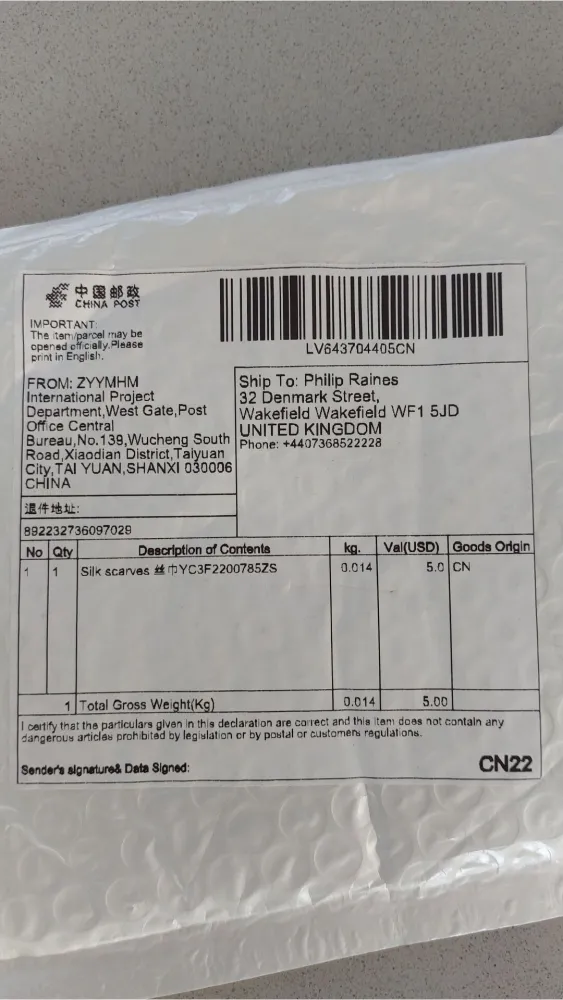 中国邮政
CHINA POST
IMPORTANT:
The item/parcel may be
opened officially.Please
print in English.
LV643704405CN
FROM: ZYYMHM
International Project
Department,West Gate,Post
Office Central
Bureau,No.139,Wucheng South
Road,Xiaodian District,Taiyuan
City,TAI YUAN,SHANXI 030006
CHINA
Ship To: Philip Raines
32 Denmark Street,
Wakefield Wakefield WF1 5JD
UNITED KINGDOM
Phone: +4407368522228
退件地址:
892232736097029
No Qty Description of Contents kg. Val(USD) Goods Origin
1 1 Silk scarves 丝巾YC3F2200785ZS 0.014 5.0 CN
1 Total Gross Weight(Kg) 0.014 5.00
I certify that the particulars given in this declaration are correct and this item does not contain any
dangerous articles prohibited by legislation or by postal or customers regulations.
Sender's signature& Data Signed:
CN22